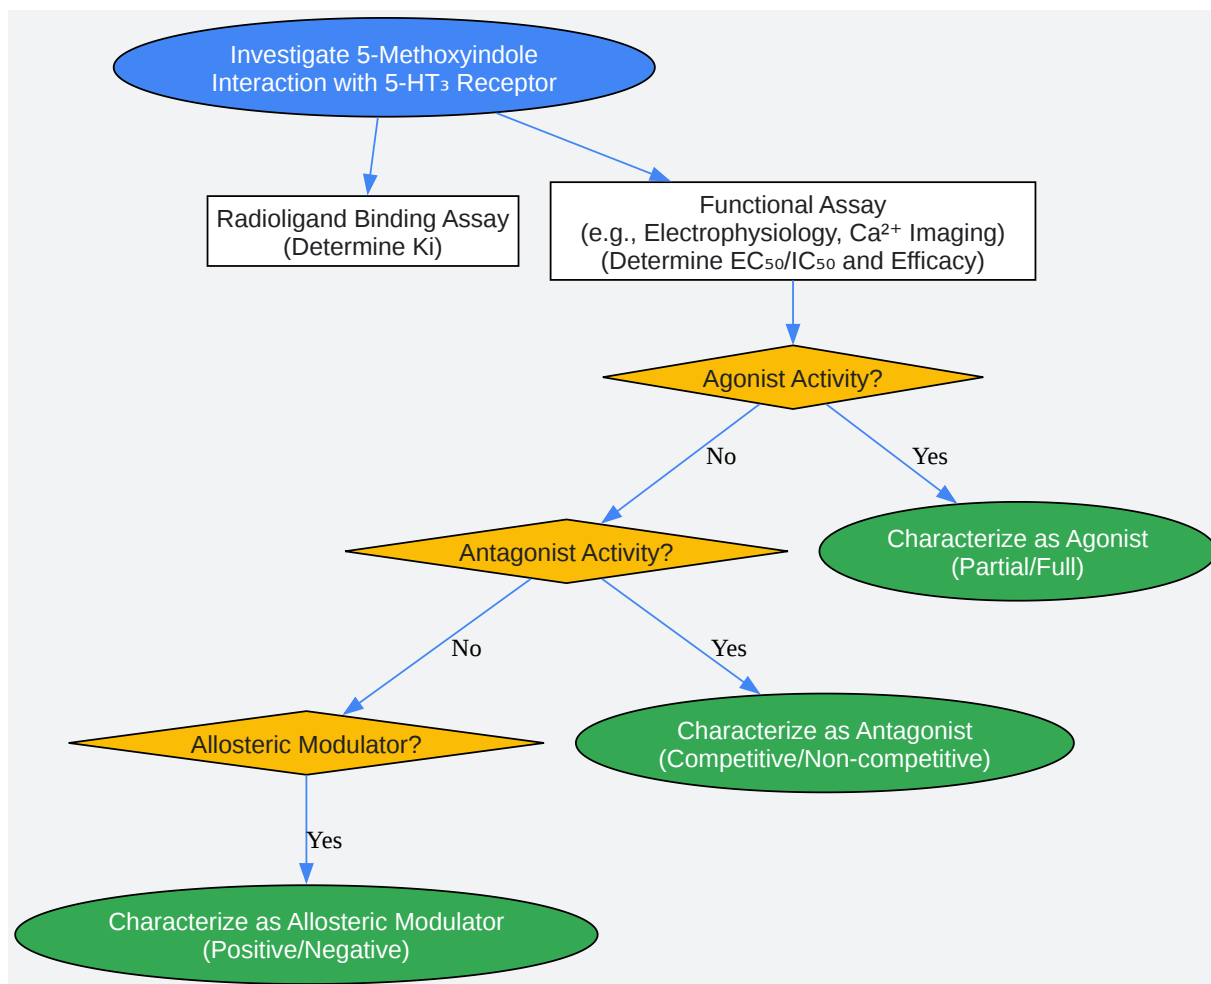 Investigate 5-Methoxyindole
Interaction with 5-HT₃ Receptor
Radioligand Binding Assay
(Determine Ki)
Functional Assay
(e.g., Electrophysiology, Ca²⁺ Imaging)
(Determine EC₅₀/IC₅₀ and Efficacy)
Agonist Activity?
No
Yes
Characterize as Agonist
(Partial/Full)
Antagonist Activity?
No
Yes
Characterize as Antagonist
(Competitive/Non-competitive)
Allosteric Modulator?
Yes
Characterize as Allosteric Modulator
(Positive/Negative)